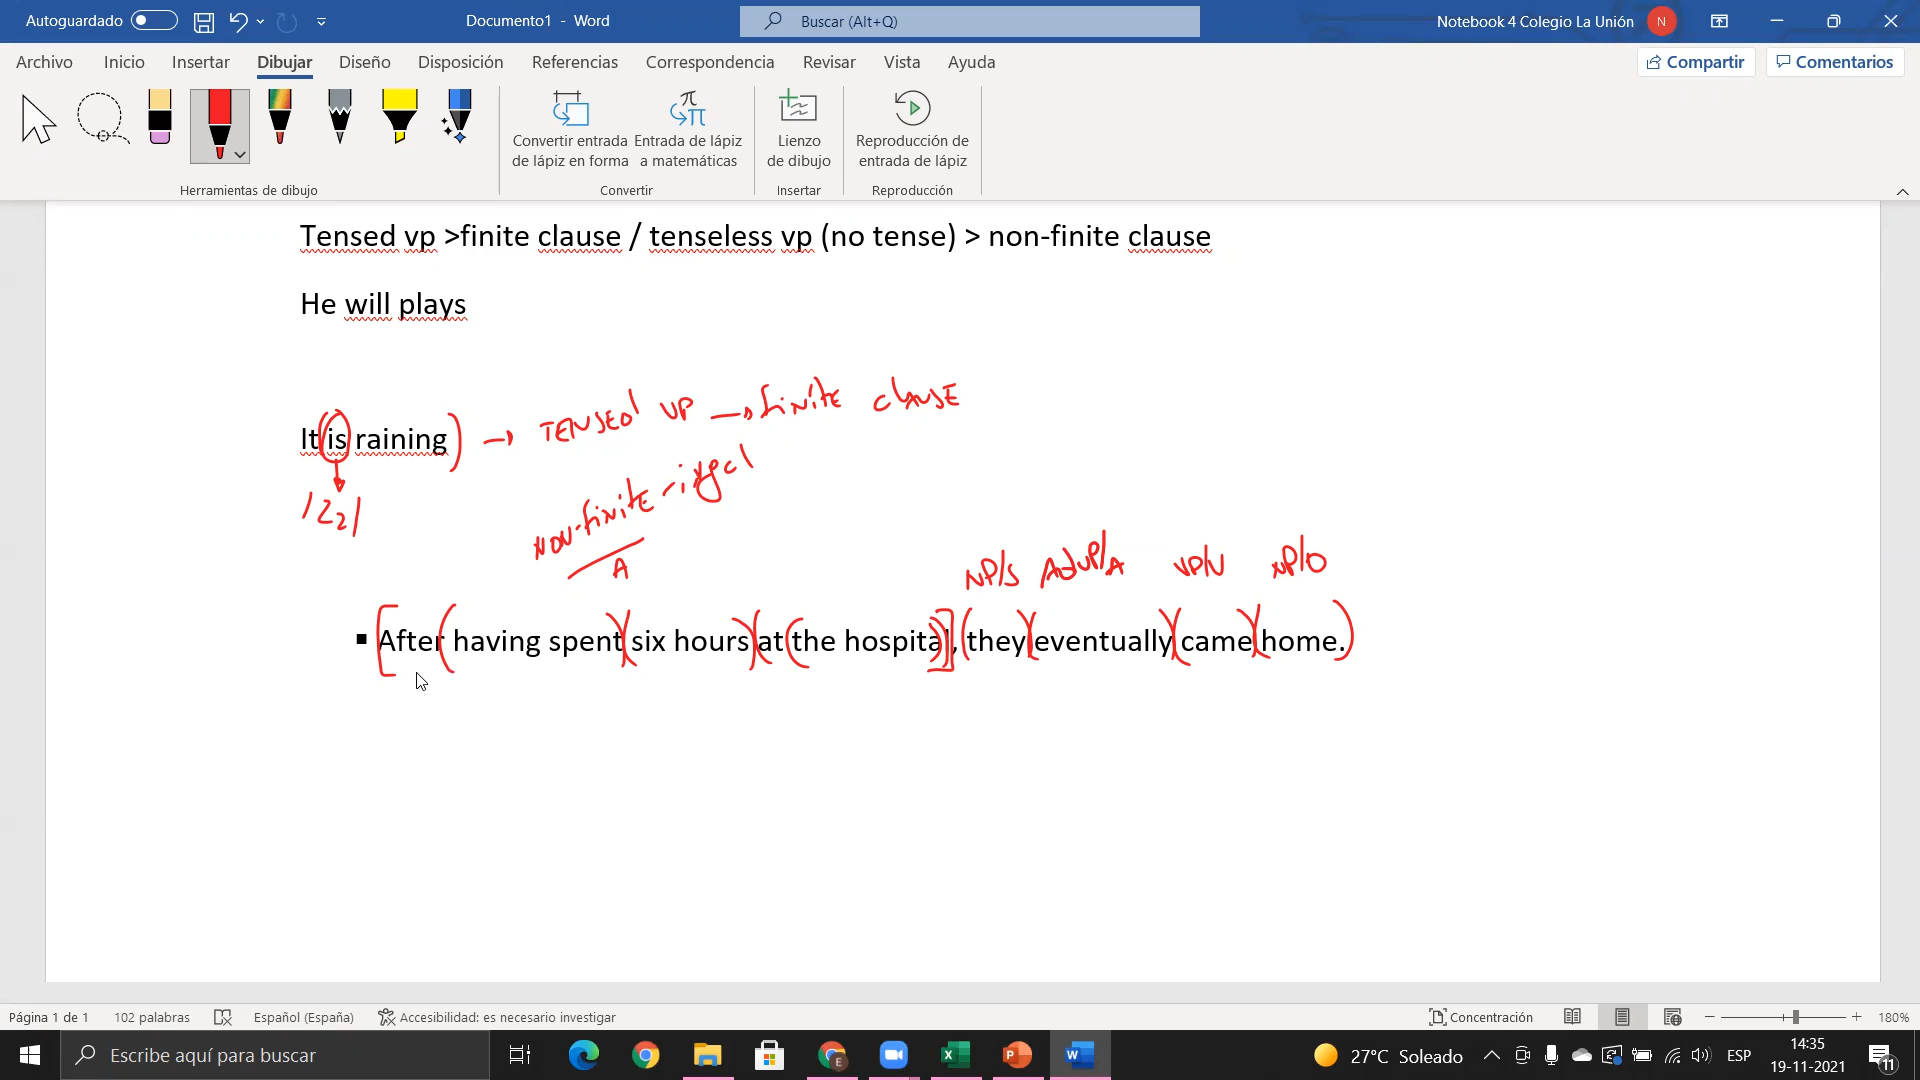 Autoguardado
Documento1 - Word
Buscar (Alt+Q)
Notebook 4 Colegio La Unión
N
Archivo Inicio Insertar Dibujar Diseño Disposición Referencias Correspondencia Revisar Vista Ayuda
Compartir Comentarios
Convertir entrada de lápiz en forma
Entrada de lápiz a matemáticas
Lienzo de dibujo
Reproducción de entrada de lápiz
Herramientas de dibujo Convertir Insertar Reproducción
Tensed vp >finite clause / tenseless vp (no tense) > non-finite clause
He will plays
It is raining) → TENSED VP → finite clause
/Z2/
non-finite -ing cl
A
NP/S AdvP/A VP/V NP/O
▪ [After (having spent)(six hours)(at (the hospital))], (they)(eventually)(came)(home.)
Página 1 de 1 102 palabras Español (España) Accesibilidad: es necesario investigar Concentración 180%
Escribe aquí para buscar
27°C Soleado ESP
14:35
19-11-2021
11